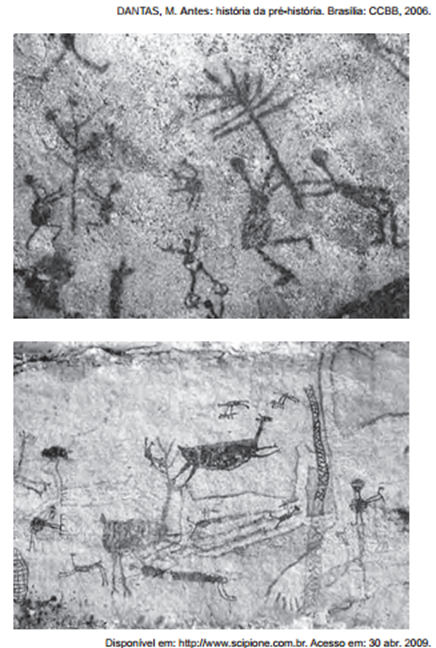 DANTAS, M. Antes: história da pré-história. Brasília: CCBB, 2006.
Disponível em: http://www.scipione.com.br. Acesso em: 30 abr. 2009.